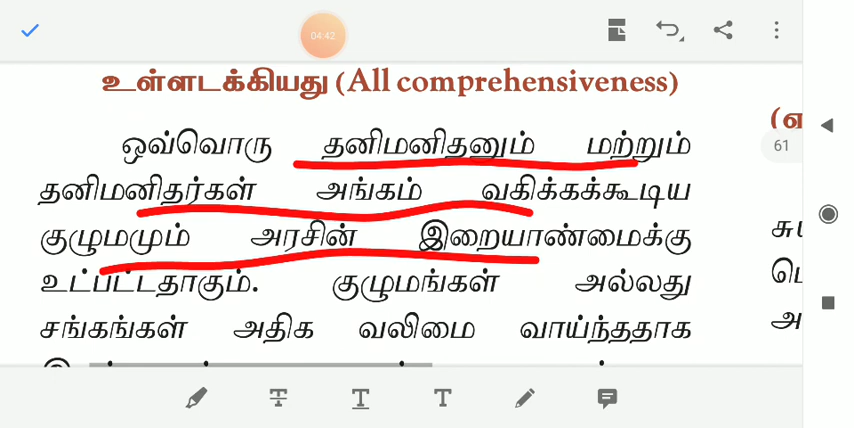 04:42
உள்ளடக்கியது (All comprehensiveness)
ஒவ்வொரு தனிமனிதனும் மற்றும்
தனிமனிதர்கள் அங்கம் வகிக்கக்கூடிய
குழுமமும் அரசின் இறையாண்மைக்கு
உட்பட்டதாகும். குழுமங்கள் அல்லது
சங்கங்கள் அதிக வலிமை வாய்ந்ததாக
(எ
61
T T T